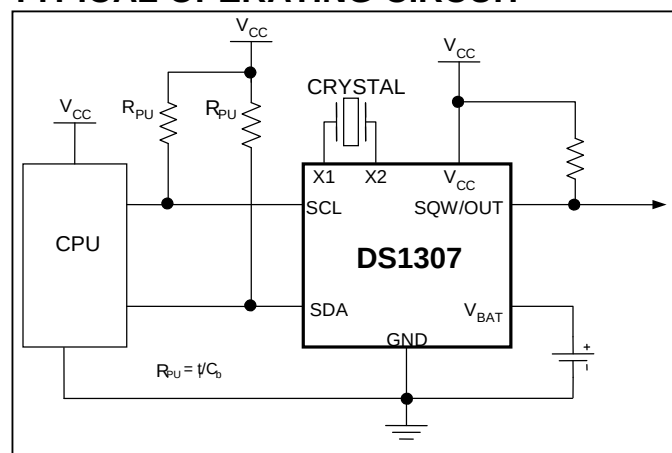 TYPICAL OPERATING CIRCUIT
VCC
VCC
CRYSTAL
VCC
RPU
RPU
X1
X2
VCC
SCL
SQW/OUT
CPU
DS1307
SDA
VBAT
GND
+
-
RPU = tr/Cb